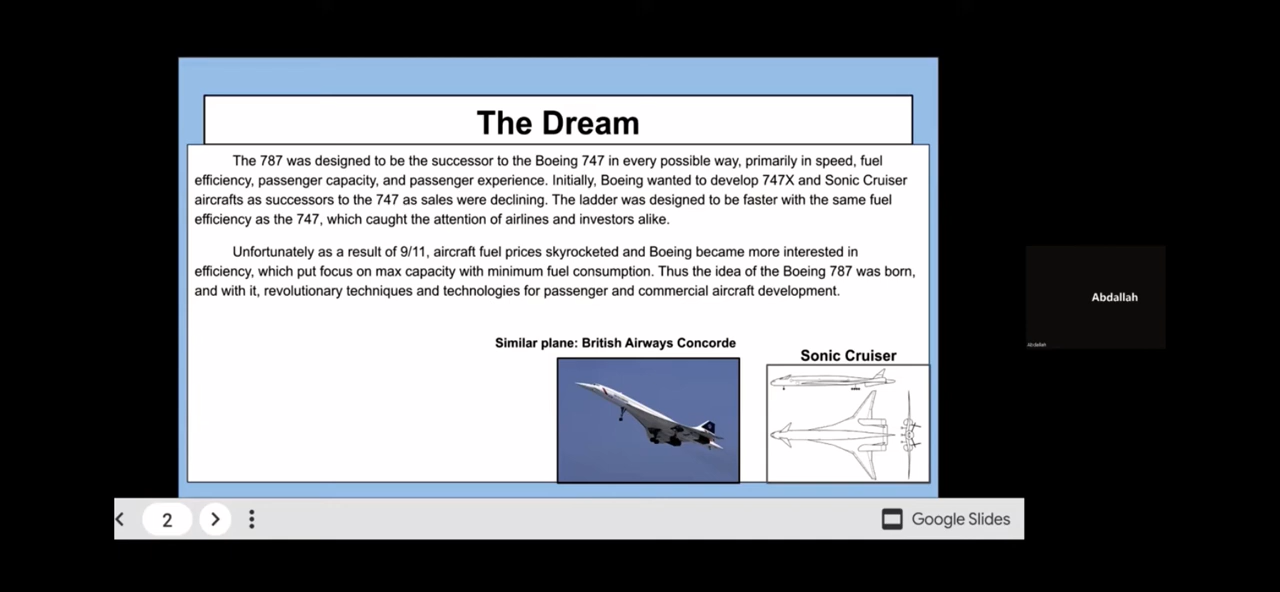 The Dream
The 787 was designed to be the successor to the Boeing 747 in every possible way, primarily in speed, fuel
efficiency, passenger capacity, and passenger experience. Initially, Boeing wanted to develop 747X and Sonic Cruiser
aircrafts as successors to the 747 as sales were declining. The ladder was designed to be faster with the same fuel
efficiency as the 747, which caught the attention of airlines and investors alike.
Unfortunately as a result of 9/11, aircraft fuel prices skyrocketed and Boeing became more interested in
efficiency, which put focus on max capacity with minimum fuel consumption. Thus the idea of the Boeing 787 was born,
and with it, revolutionary techniques and technologies for passenger and commercial aircraft development.
Similar plane: British Airways Concorde
Sonic Cruiser
Abdallah
Abdallah
2
Google Slides